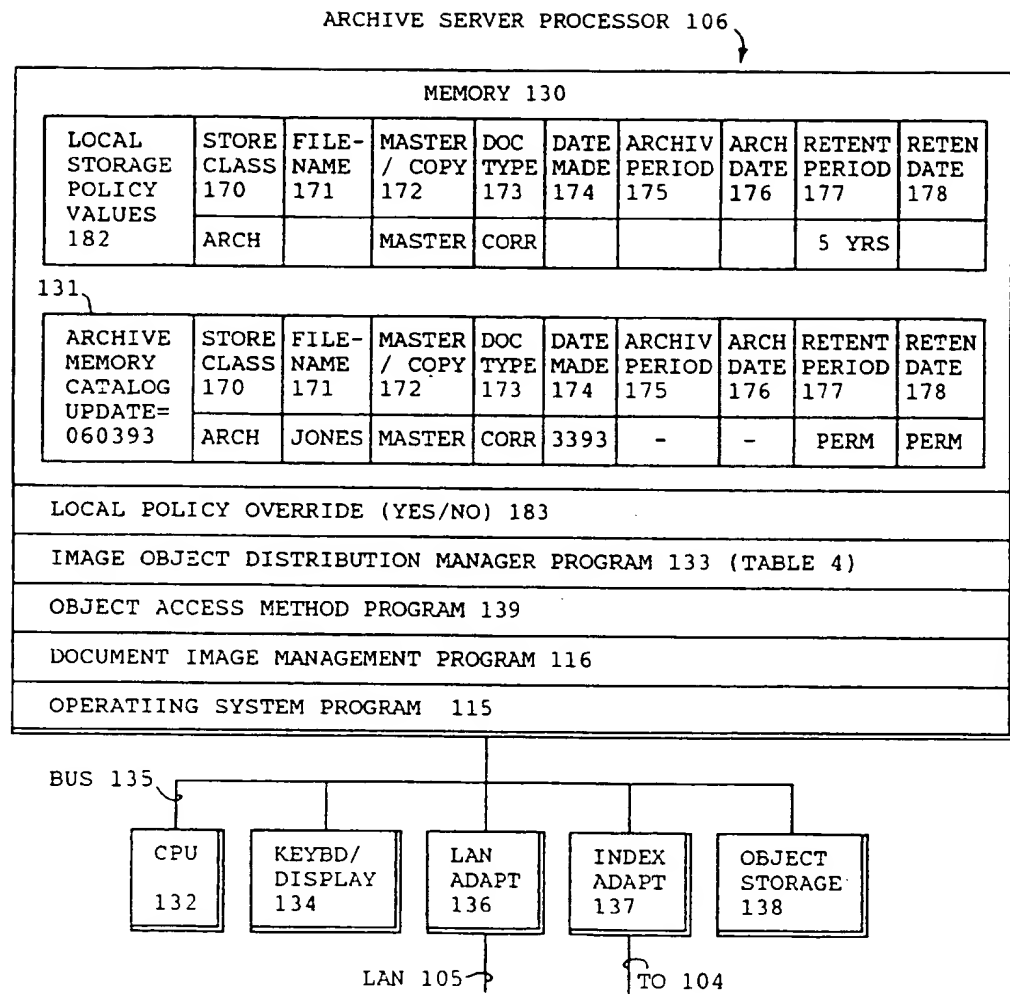 ARCHIVE SERVER PROCESSOR 106
MEMORY 130
LOCAL STORAGE POLICY VALUES 182
STORE CLASS 170
FILE-NAME 171
MASTER / COPY 172
DOC TYPE 173
DATE MADE 174
ARCHIV PERIOD 175
ARCH DATE 176
RETENT PERIOD 177
RETEN DATE 178
ARCH
MASTER
CORR
5 YRS
131
ARCHIVE MEMORY CATALOG UPDATE= 060393
STORE CLASS 170
FILE-NAME 171
MASTER / COPY 172
DOC TYPE 173
DATE MADE 174
ARCHIV PERIOD 175
ARCH DATE 176
RETENT PERIOD 177
RETEN DATE 178
ARCH
JONES
MASTER
CORR
3393
-
-
PERM
PERM
LOCAL POLICY OVERRIDE (YES/NO) 183
IMAGE OBJECT DISTRIBUTION MANAGER PROGRAM 133 (TABLE 4)
OBJECT ACCESS METHOD PROGRAM 139
DOCUMENT IMAGE MANAGEMENT PROGRAM 116
OPERATIING SYSTEM PROGRAM 115
BUS 135
CPU 132
KEYBD/ DISPLAY 134
LAN ADAPT 136
INDEX ADAPT 137
OBJECT STORAGE 138
LAN 105
TO 104